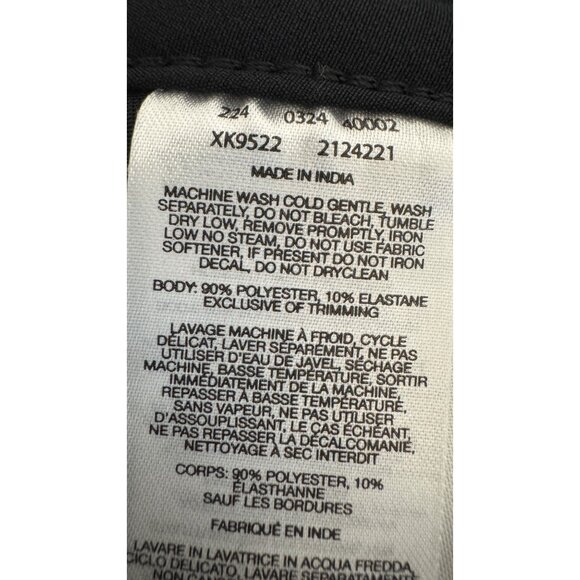 224 0324 40002
XK9522 2124221
MADE IN INDIA
MACHINE WASH COLD GENTLE, WASH
SEPARATELY, DO NOT BLEACH, TUMBLE
DRY LOW, REMOVE PROMPTLY, IRON
LOW NO STEAM, DO NOT USE FABRIC
SOFTENER, IF PRESENT DO NOT IRON
DECAL, DO NOT DRYCLEAN
BODY: 90% POLYESTER, 10% ELASTANE
EXCLUSIVE OF TRIMMING
LAVAGE MACHINE À FROID, CYCLE
DÉLICAT, LAVER SÉPARÉMENT, NE PAS
UTILISER D'EAU DE JAVEL, SÉCHAGE
MACHINE, BASSE TEMPÉRATURE, SORTIR
IMMÉDIATEMENT DE LA MACHINE,
REPASSER À BASSE TEMPÉRATURE,
SANS VAPEUR, NE PAS UTILISER
D'ASSOUPLISSANT, LE CAS ÉCHÉANT,
NE PAS REPASSER LA DÉCALCOMANIE,
NETTOYAGE À SEC INTERDIT
CORPS: 90% POLYESTER, 10%
ÉLASTHANNE
SAUF LES BORDURES
FABRIQUÉ EN INDE
LAVARE IN LAVATRICE IN ACQUA FREDDA,
CICLO DELICATO, LAVARE SEPARATAMENTE
NON